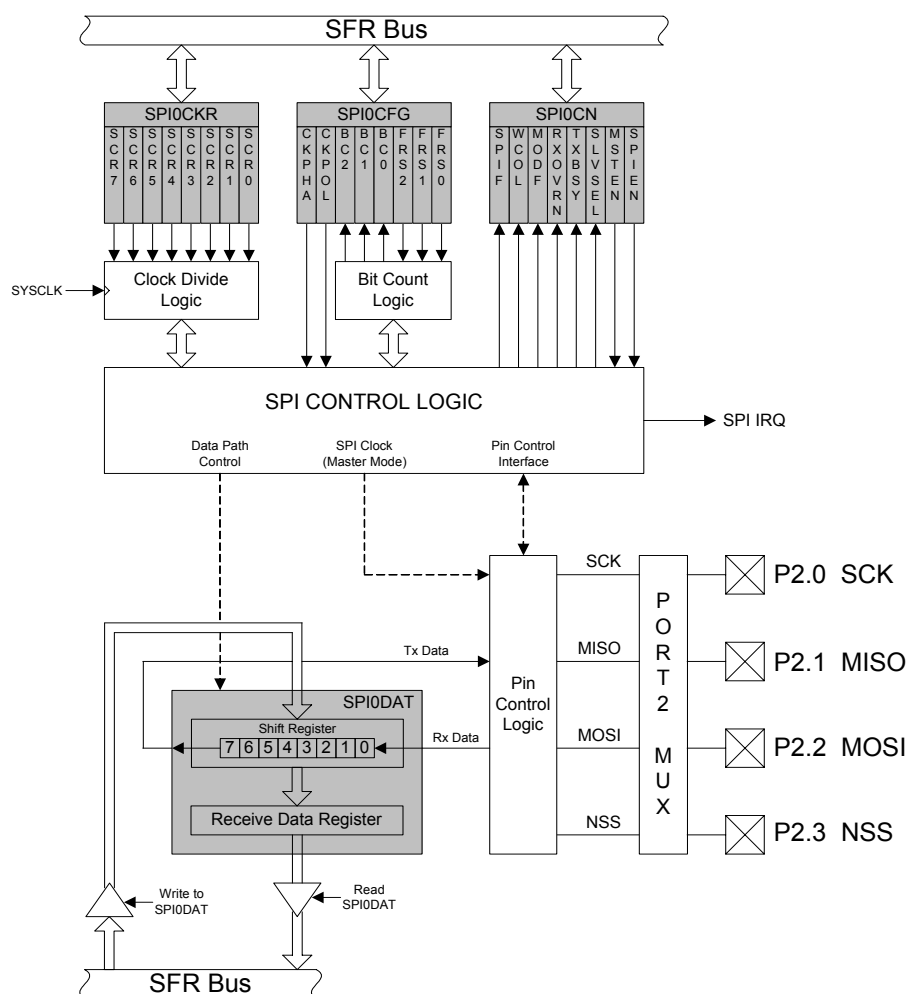 SFR Bus
SPI0CKR
SCR7
SCR6
SCR5
SCR4
SCR3
SCR2
SCR1
SCR0
SPI0CFG
CKPHA
CKPOL
BC2
BC1
BC0
FRS2
FRS1
FRS0
SPI0CN
SPIF
WCOL
MODF
RXOVRN
TXBSY
SLVSEL
MSTEN
SPIEN
SYSCLK
Clock Divide
Logic
Bit Count
Logic
SPI CONTROL LOGIC
SPI IRQ
Data Path
Control
SPI Clock
(Master Mode)
Pin Control
Interface
SCK
MISO
MOSI
NSS
Pin
Control
Logic
PORT2
MUX
P2.0 SCK
P2.1 MISO
P2.2 MOSI
P2.3 NSS
Tx Data
SPI0DAT
Shift Register
7 6 5 4 3 2 1 0
Rx Data
Receive Data Register
Write to
SPI0DAT
Read
SPI0DAT
SFR Bus